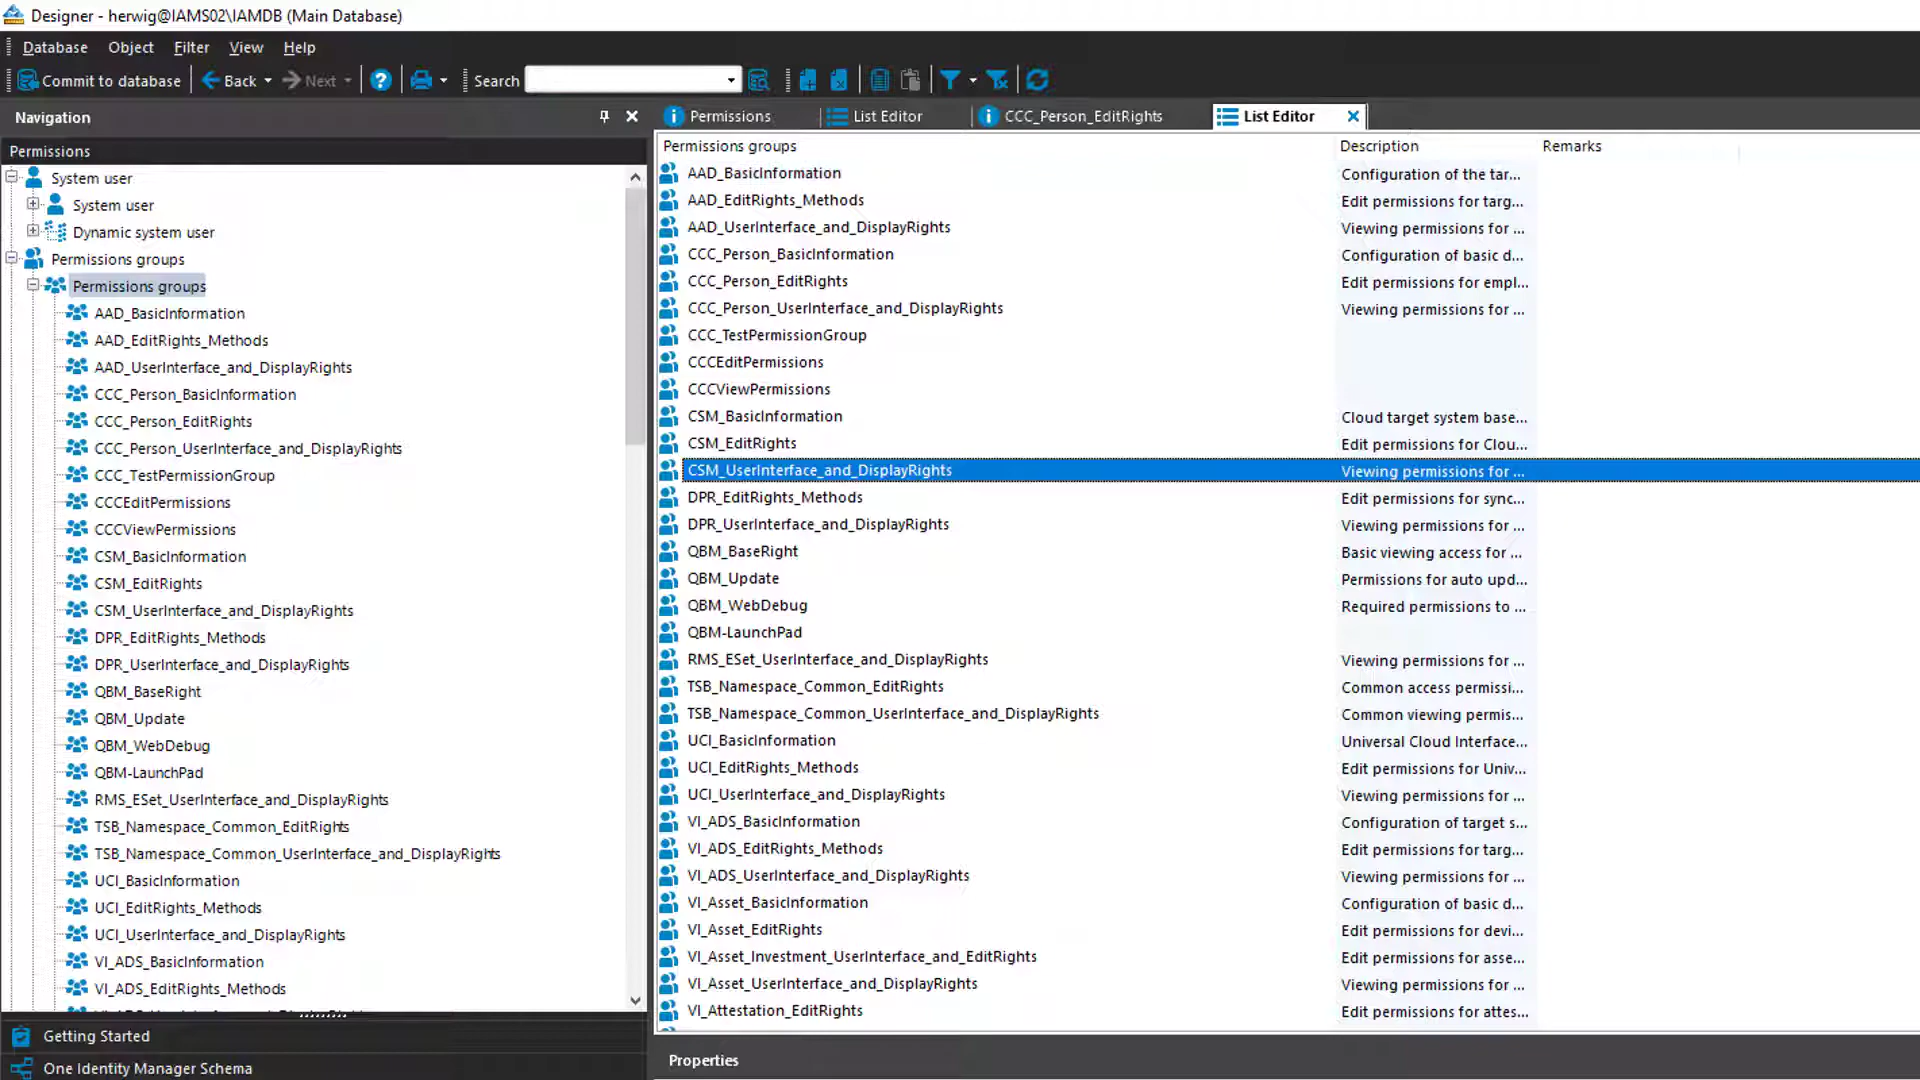 Designer - herwig@IAMS02\IAMDB (Main Database)
Database Object Filter View Help
Commit to database Back Next Search
Navigation
Permissions
System user
System user
Dynamic system user
Permissions groups
Permissions groups
AAD_BasicInformation
AAD_EditRights_Methods
AAD_UserInterface_and_DisplayRights
CCC_Person_BasicInformation
CCC_Person_EditRights
CCC_Person_UserInterface_and_DisplayRights
CCC_TestPermissionGroup
CCCEditPermissions
CCCViewPermissions
CSM_BasicInformation
CSM_EditRights
CSM_UserInterface_and_DisplayRights
DPR_EditRights_Methods
DPR_UserInterface_and_DisplayRights
QBM_BaseRight
QBM_Update
QBM_WebDebug
QBM-LaunchPad
RMS_ESet_UserInterface_and_DisplayRights
TSB_Namespace_Common_EditRights
TSB_Namespace_Common_UserInterface_and_DisplayRights
UCI_BasicInformation
UCI_EditRights_Methods
UCI_UserInterface_and_DisplayRights
VI_ADS_BasicInformation
VI_ADS_EditRights_Methods
Getting Started
One Identity Manager Schema
Permissions List Editor CCC_Person_EditRights List Editor
Permissions groups Description Remarks
AAD_BasicInformation Configuration of the tar...
AAD_EditRights_Methods Edit permissions for targ...
AAD_UserInterface_and_DisplayRights Viewing permissions for ...
CCC_Person_BasicInformation Configuration of basic d...
CCC_Person_EditRights Edit permissions for empl...
CCC_Person_UserInterface_and_DisplayRights Viewing permissions for ...
CCC_TestPermissionGroup
CCCEditPermissions
CCCViewPermissions
CSM_BasicInformation Cloud target system base...
CSM_EditRights Edit permissions for Clou...
CSM_UserInterface_and_DisplayRights Viewing permissions for ...
DPR_EditRights_Methods Edit permissions for sync...
DPR_UserInterface_and_DisplayRights Viewing permissions for ...
QBM_BaseRight Basic viewing access for ...
QBM_Update Permissions for auto upd...
QBM_WebDebug Required permissions to ...
QBM-LaunchPad
RMS_ESet_UserInterface_and_DisplayRights Viewing permissions for ...
TSB_Namespace_Common_EditRights Common access permissi...
TSB_Namespace_Common_UserInterface_and_DisplayRights Common viewing permis...
UCI_BasicInformation Universal Cloud Interface...
UCI_EditRights_Methods Edit permissions for Univ...
UCI_UserInterface_and_DisplayRights Viewing permissions for ...
VI_ADS_BasicInformation Configuration of target s...
VI_ADS_EditRights_Methods Edit permissions for targ...
VI_ADS_UserInterface_and_DisplayRights Viewing permissions for ...
VI_Asset_BasicInformation Configuration of basic d...
VI_Asset_EditRights Edit permissions for devi...
VI_Asset_Investment_UserInterface_and_EditRights Edit permissions for asse...
VI_Asset_UserInterface_and_DisplayRights Viewing permissions for ...
VI_Attestation_EditRights Edit permissions for attes...
Properties